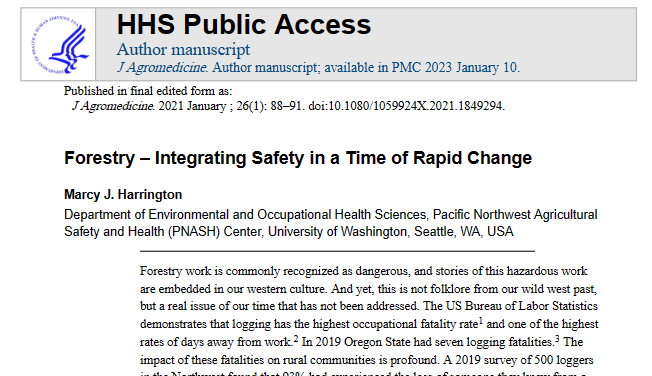 HHS Public Access
Author manuscript
J Agromedicine. Author manuscript; available in PMC 2023 January 10.
Published in final edited form as:
J Agromedicine. 2021 January ; 26(1): 88–91. doi:10.1080/1059924X.2021.1849294.
Forestry – Integrating Safety in a Time of Rapid Change
Marcy J. Harrington
Department of Environmental and Occupational Health Sciences, Pacific Northwest Agricultural
Safety and Health (PNASH) Center, University of Washington, Seattle, WA, USA
Forestry work is commonly recognized as dangerous, and stories of this hazardous work
are embedded in our western culture. And yet, this is not folklore from our wild west past,
but a real issue of our time that has not been addressed. The US Bureau of Labor Statistics
demonstrates that logging has the highest occupational fatality rate1 and one of the highest
rates of days away from work.2 In 2019 Oregon State had seven logging fatalities.3 The
impact of these fatalities on rural communities is profound. A 2019 survey of 500 loggers